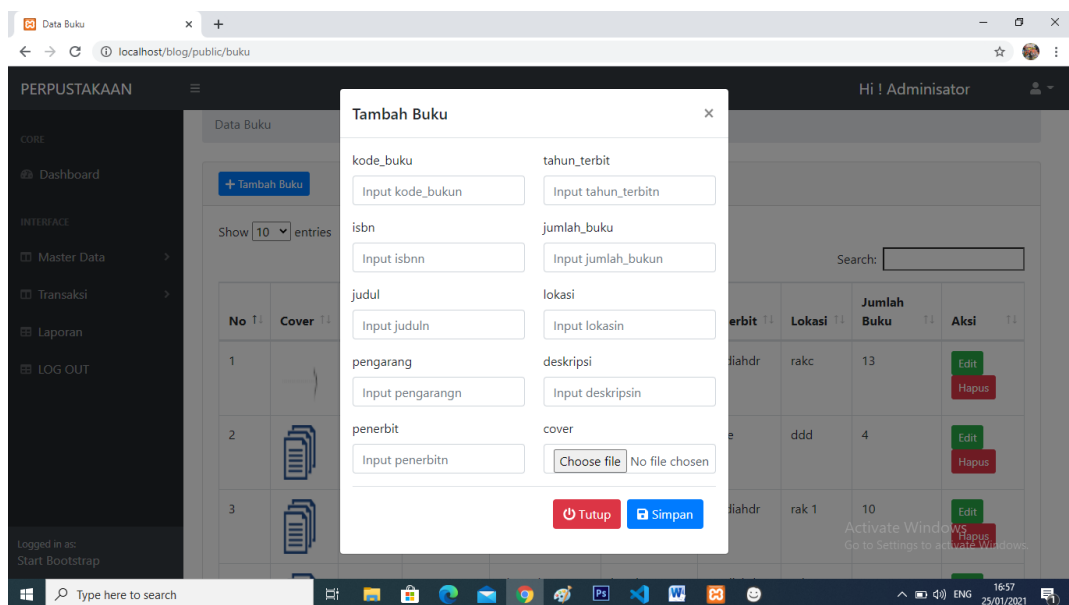 Data Buku
localhost/blog/public/buku
PERPUSTAKAAN
Hi ! Adminisator
CORE
Dashboard
INTERFACE
Master Data
Transaksi
Laporan
LOG OUT
Logged in as:
Start Bootstrap
Data Buku
Tambah Buku
Show 10 entries
Search:
No Cover erbit Lokasi Jumlah Buku Aksi
1 diahdr rakc 13 Edit
Hapus
2 e ddd 4 Edit
Hapus
3 diahdr rak 1 10 Edit
Hapus
Tambah Buku
kode_buku tahun_terbit
Input kode_bukun Input tahun_terbitn
isbn jumlah_buku
Input isbnn Input jumlah_bukun
judul lokasi
Input juduln Input lokasin
pengarang deskripsi
Input pengarangn Input deskripsin
penerbit cover
Input penerbitn Choose file No file chosen
Tutup Simpan
Activate Windows
Go to Settings to activate Windows.
Type here to search
Ps
W
ENG
16:57
25/01/2021
1